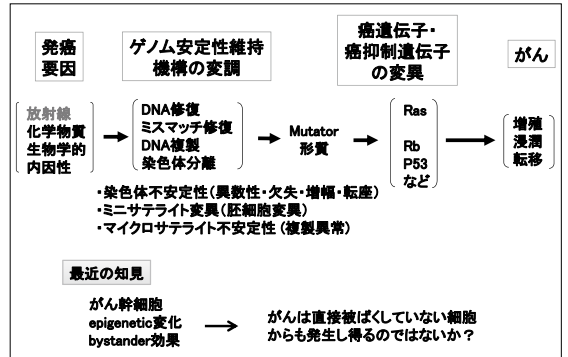 発癌
要因
ゲノム安定性維持
機構の変調
癌遺伝子・
癌抑制遺伝子
の変異
がん
放射線
化学物質
生物学的
内因性
DNA修復
ミスマッチ修復
DNA複製
染色体分離
Mutator
形質
Ras
Rb
P53
など
増殖
浸潤
転移
・染色体不安定性(異数性・欠失・増幅・転座)
・ミニサテライト変異(胚細胞変異)
・マイクロサテライト不安定性(複製異常)
最近の知見
がん幹細胞
epigenetic変化
bystander効果
がんは直接被ばくしていない細胞
からも発生し得るのではないか?